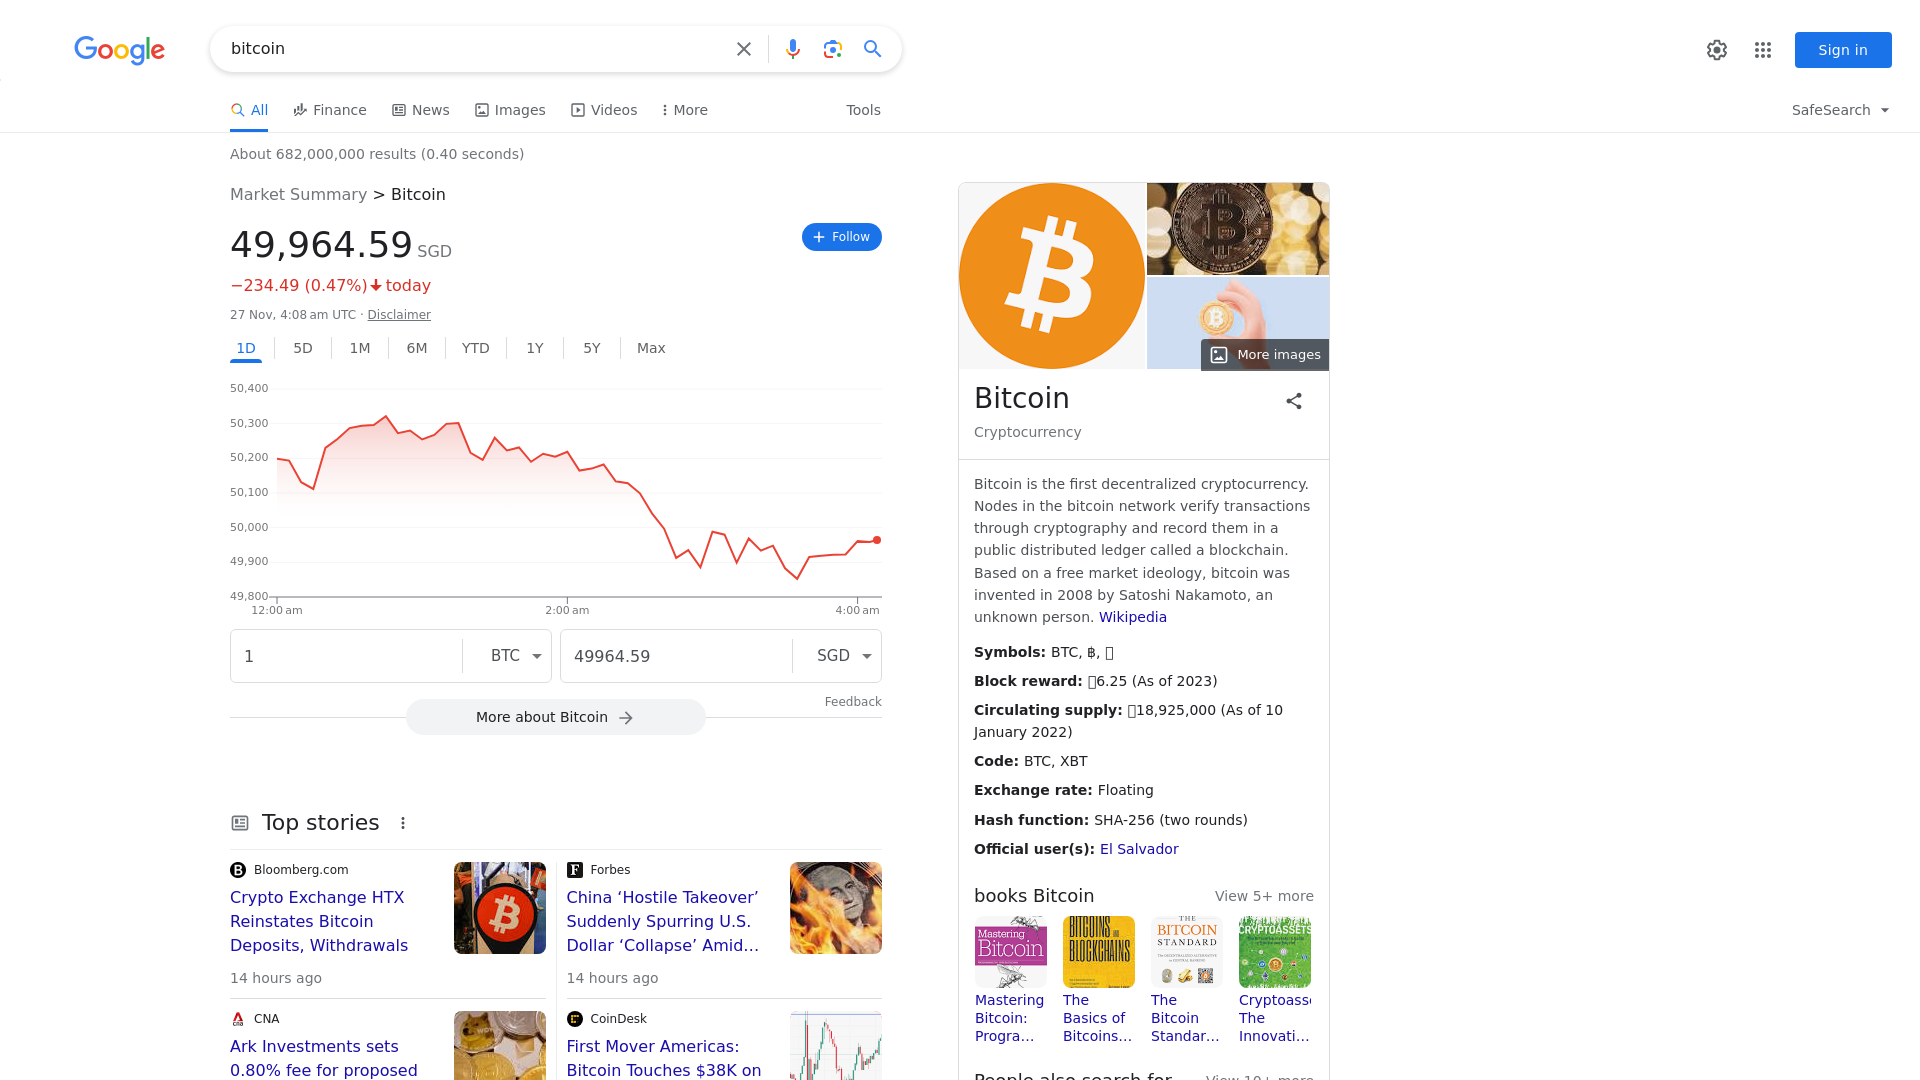 Google
bitcoin
Sign in
All
Finance
News
Images
Videos
More
Tools
SafeSearch
About 682,000,000 results (0.40 seconds)
Market Summary > Bitcoin
49,964.59 SGD
Follow
−234.49 (0.47%) today
27 Nov, 4:08 am UTC · Disclaimer
1D
5D
1M
6M
YTD
1Y
5Y
Max
50,400
50,300
50,200
50,100
50,000
49,900
49,800
12:00 am
2:00 am
4:00 am
1
BTC
49964.59
SGD
Feedback
More about Bitcoin
Top stories
Bloomberg.com
Crypto Exchange HTX
Reinstates Bitcoin
Deposits, Withdrawals
14 hours ago
Forbes
China ‘Hostile Takeover’
Suddenly Spurring U.S.
Dollar ‘Collapse’ Amid...
14 hours ago
CNA
Ark Investments sets
0.80% fee for proposed
CoinDesk
First Mover Americas:
Bitcoin Touches $38K on
More images
Bitcoin
Cryptocurrency
Bitcoin is the first decentralized cryptocurrency.
Nodes in the bitcoin network verify transactions
through cryptography and record them in a
public distributed ledger called a blockchain.
Based on a free market ideology, bitcoin was
invented in 2008 by Satoshi Nakamoto, an
unknown person. Wikipedia
Symbols: BTC, ฿,
Block reward: 6.25 (As of 2023)
Circulating supply: 18,925,000 (As of 10
January 2022)
Code: BTC, XBT
Exchange rate: Floating
Hash function: SHA-256 (two rounds)
Official user(s): El Salvador
books Bitcoin
View 5+ more
Mastering
Bitcoin
BITCOINS
AND
BLOCKCHAINS
THE
BITCOIN
STANDARD
CRYPTOASSETS
Mastering
Bitcoin:
Progra...
The
Basics of
Bitcoins...
The
Bitcoin
Standar...
Cryptoasse
The
Innovati...
People also search for
View 10+ more